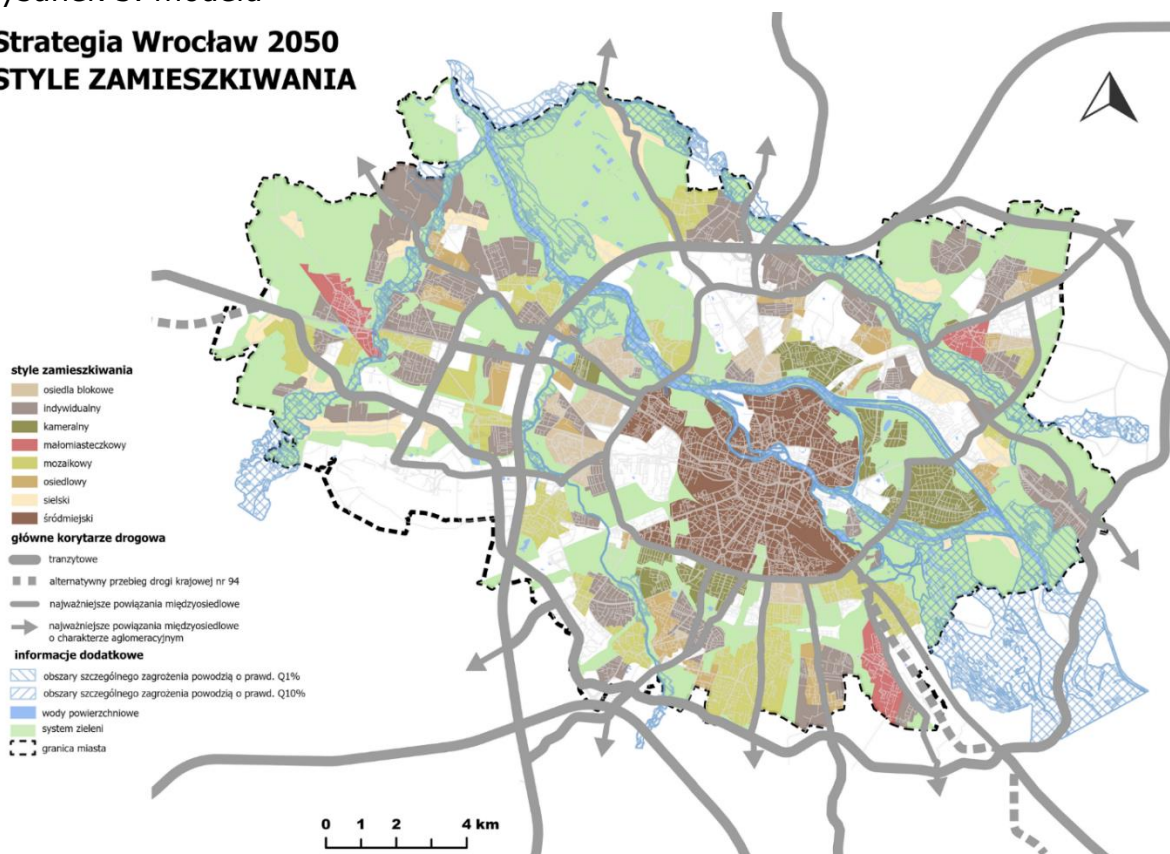 Strategia Wrocław 2050
STYLE ZAMIESZKIWANIA
style zamieszkiwania
osiedla blokowe
indywidualny
kameralny
małomiasteczkowy
mozaikowy
osiedlowy
sielski
śródmiejski
główne korytarze drogowa
tranzytowe
alternatywny przebieg drogi krajowej nr 94
najważniejsze powiązania międzyosiedlowe
najważniejsze powiązania międzyosiedlowe
o charakterze aglomeracyjnym
informacje dodatkowe
obszary szczególnego zagrożenia powodzią o prawd. Q1%
obszary szczególnego zagrożenia powodzią o prawd. Q10%
wody powierzchniowe
system zieleni
granica miasta
0 1 2 4 km